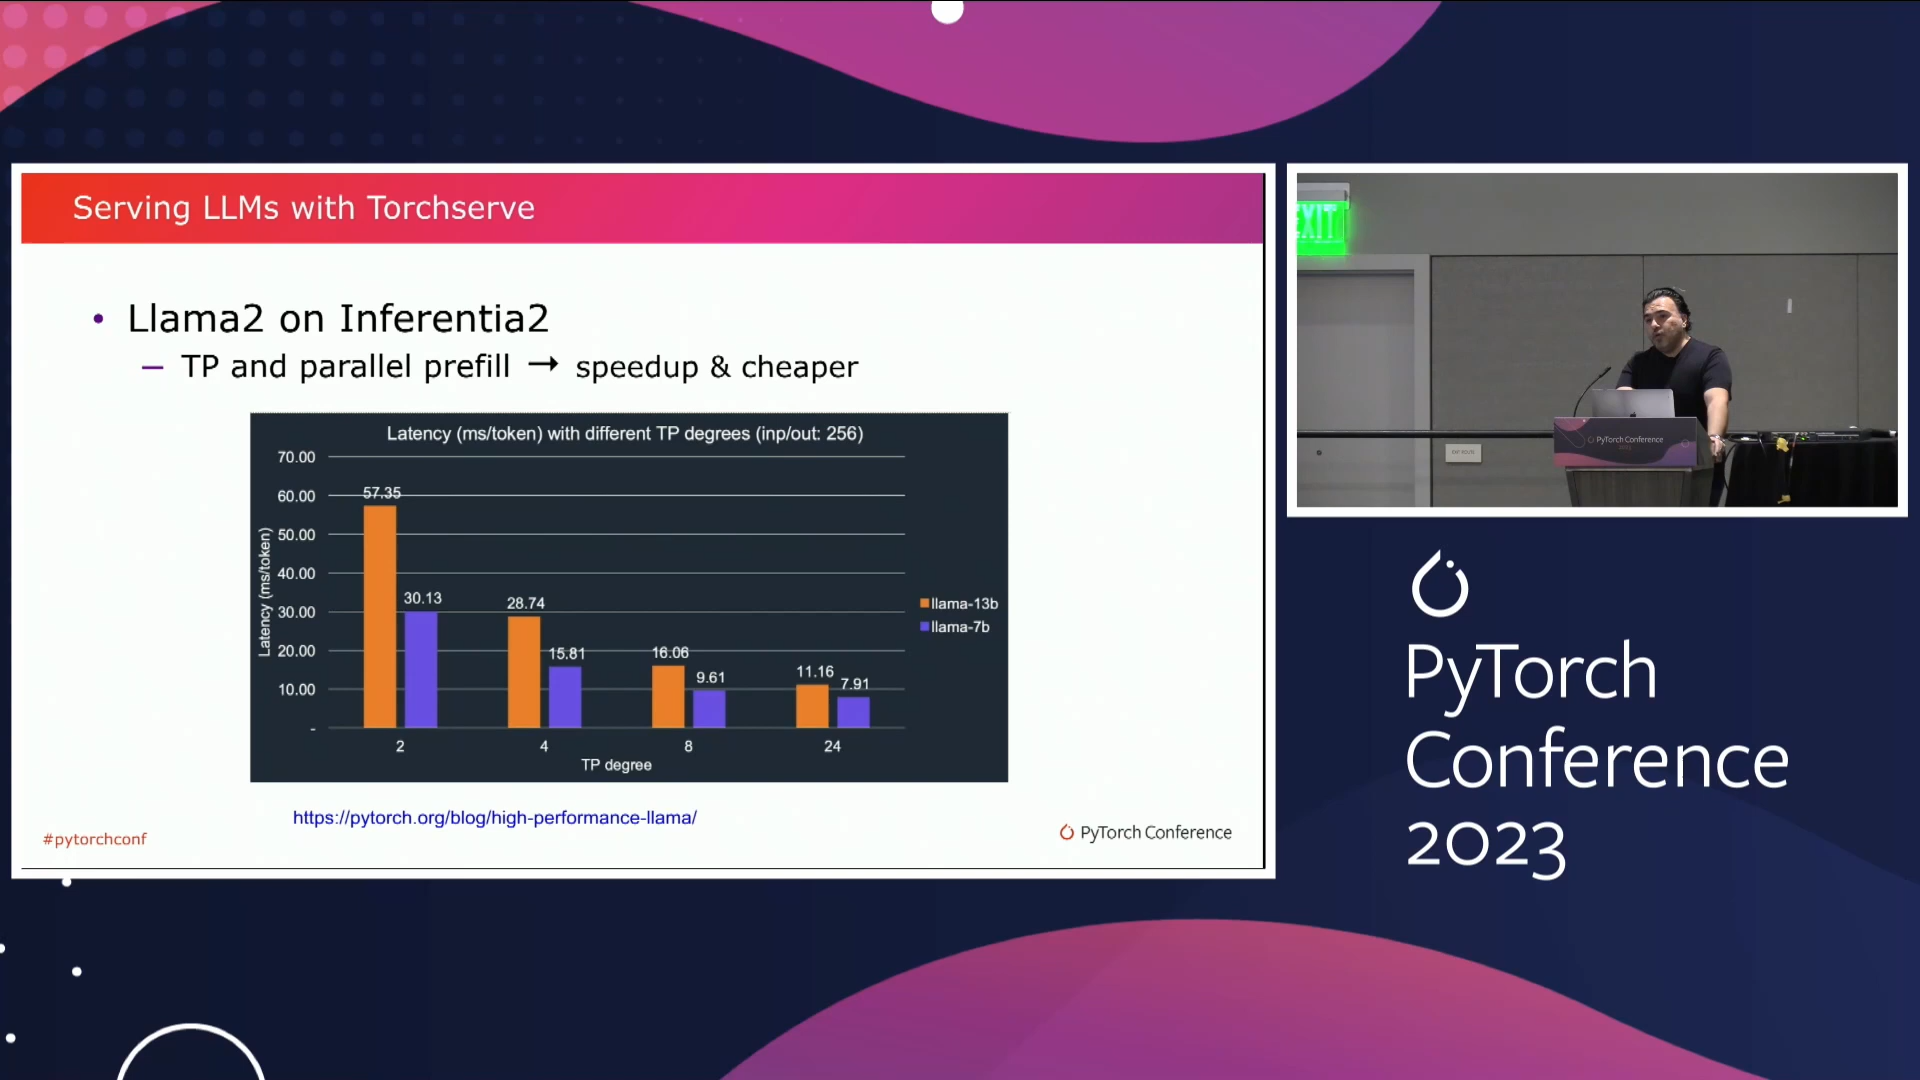 Serving LLMs with Torchserve
• Llama2 on Inferentia2
– TP and parallel prefill → speedup & cheaper
Latency (ms/token) with different TP degrees (inp/out: 256)
Latency (ms/token)
70.00
60.00
50.00
40.00
30.00
20.00
10.00
-
57.35
30.13
28.74
15.81
16.06
9.61
11.16
7.91
2 4 8 24
TP degree
llama-13b
llama-7b
https://pytorch.org/blog/high-performance-llama/
#pytorchconf
PyTorch Conference
EXIT
PyTorch Conference
PyTorch
Conference
2023